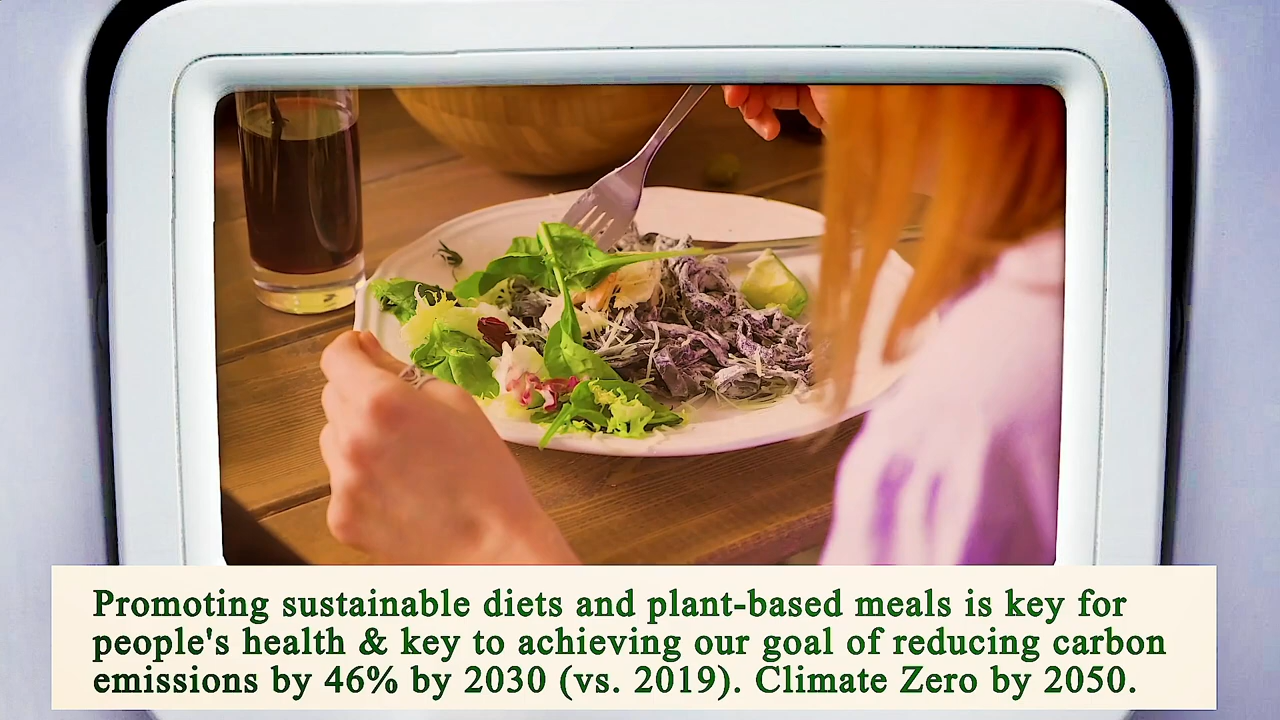 Promoting sustainable diets and plant-based meals is key for
people's health & key to achieving our goal of reducing carbon
emissions by 46% by 2030 (vs. 2019). Climate Zero by 2050.